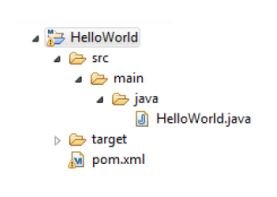 HelloWorld
src
main
java
HelloWorld.java
target
pom.xml